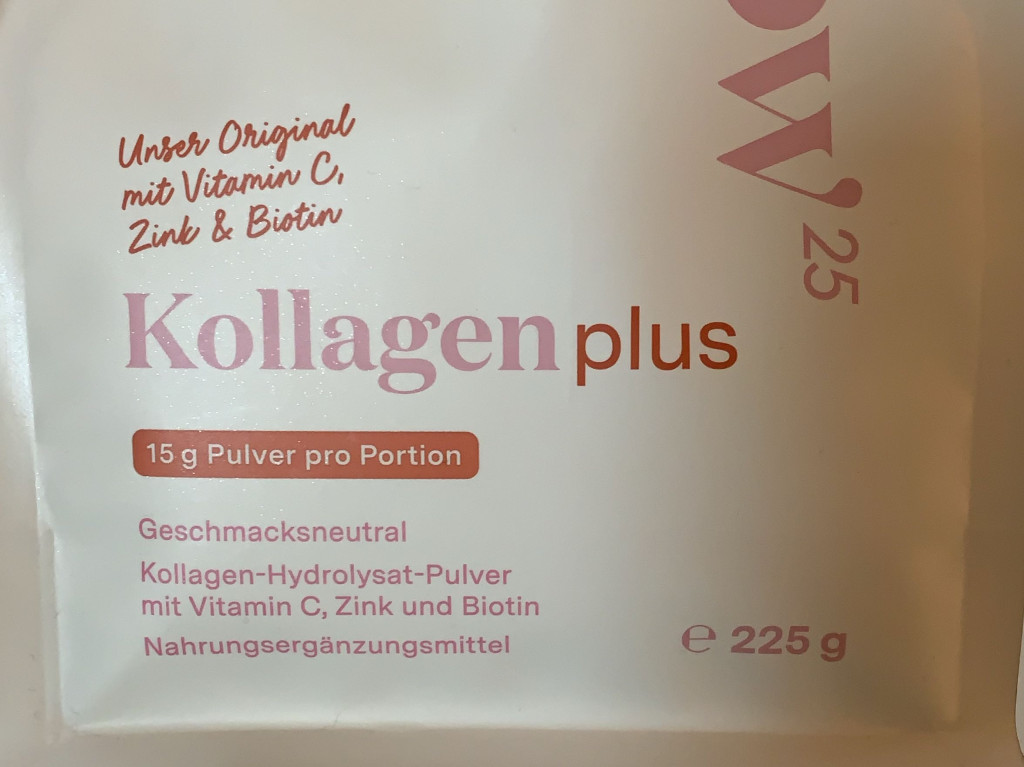 Unser Original
mit Vitamin C,
Zink & Biotin
Kollagen plus
15 g Pulver pro Portion
Geschmacksneutral
Kollagen-Hydrolysat-Pulver
mit Vitamin C, Zink und Biotin
Nahrungsergänzungsmittel
℮ 225 g
25